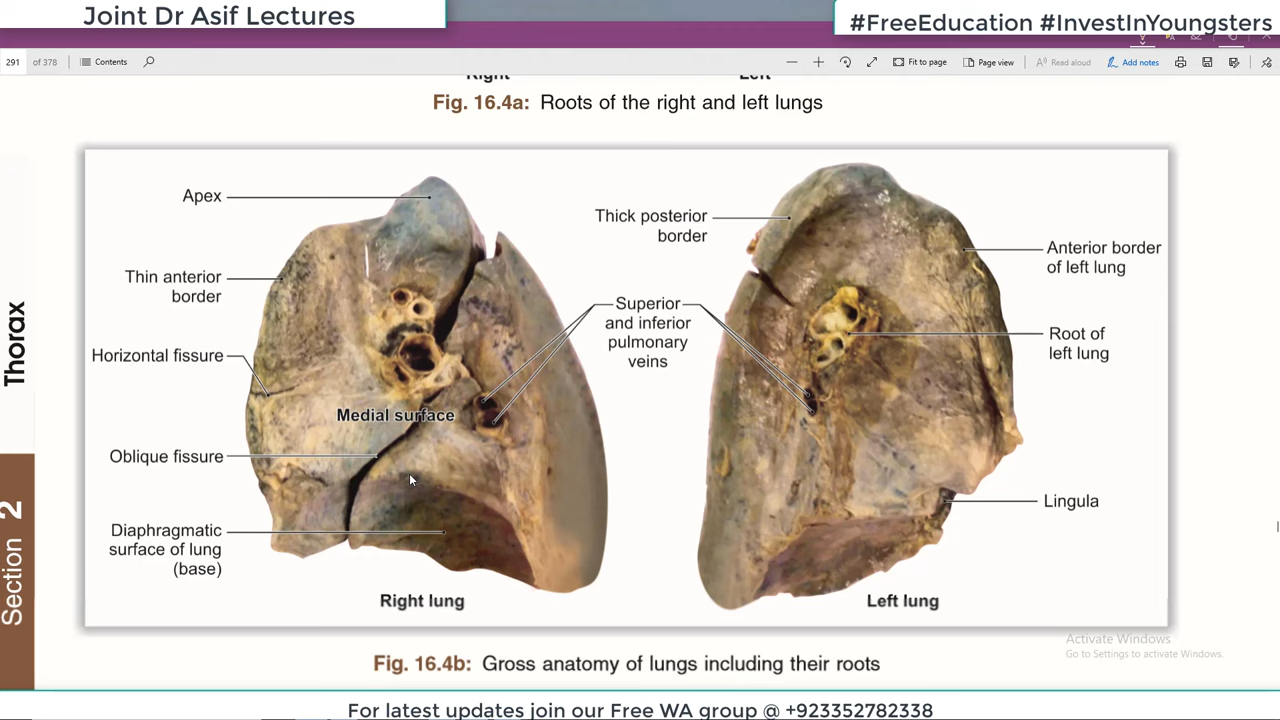 Joint Dr Asif Lectures
#FreeEducation #InvestInYoungsters
291 of 378
Contents
Fit to page
Page view
Read aloud
Add notes
Right
Left
Fig. 16.4a: Roots of the right and left lungs
Apex
Thin anterior
border
Horizontal fissure
Medial surface
Oblique fissure
Diaphragmatic
surface of lung
(base)
Right lung
Superior
and inferior
pulmonary
veins
Thick posterior
border
Anterior border
of left lung
Root of
left lung
Lingula
Left lung
Thorax
Section 2
Fig. 16.4b: Gross anatomy of lungs including their roots
Activate Windows
Go to Settings to activate Windows.
For latest updates join our Free WA group @ +923352782338